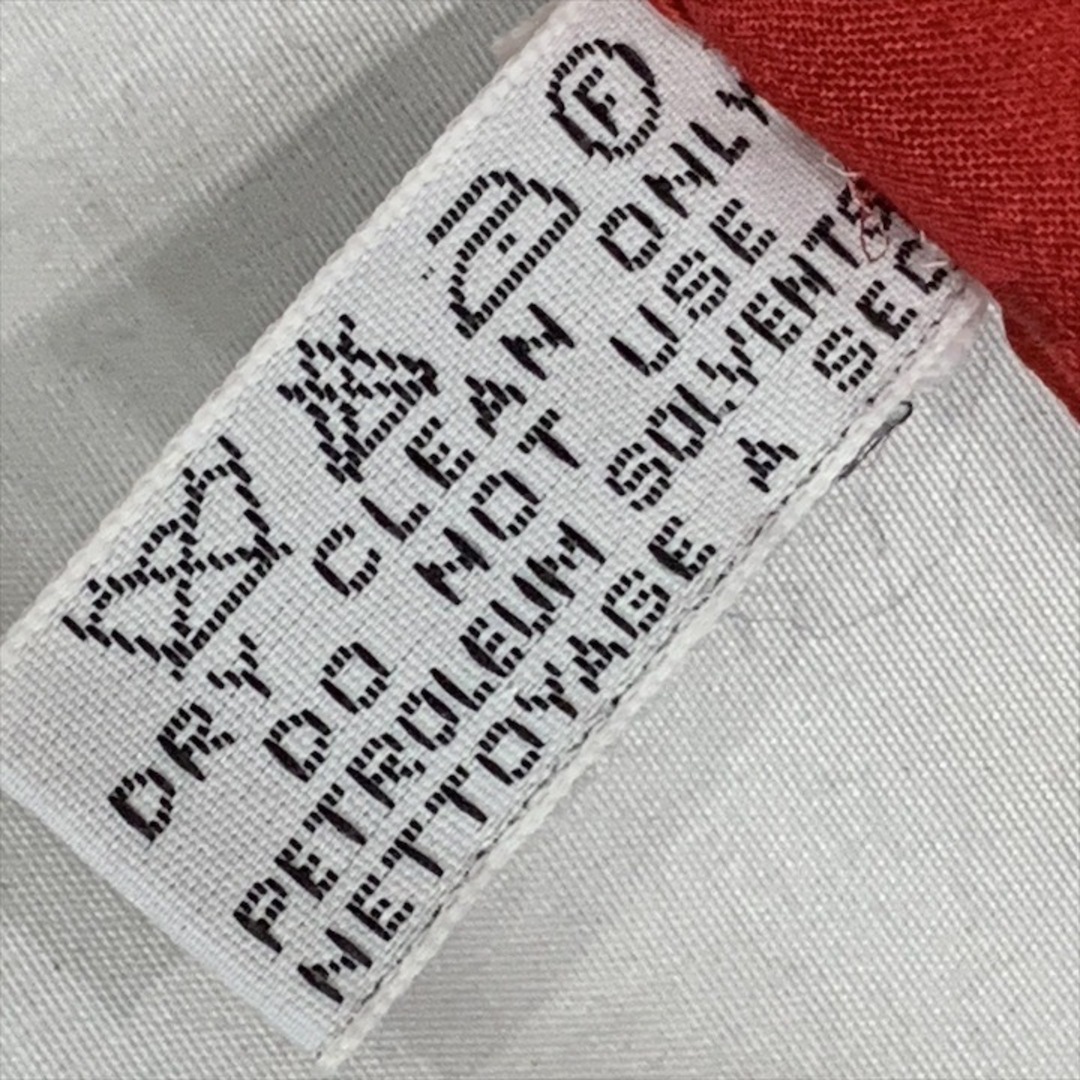 F
DRY CLEAN ONLY
DO NOT USE
PETROLEUM SOLVENTS
NETTOYAGE A SEC